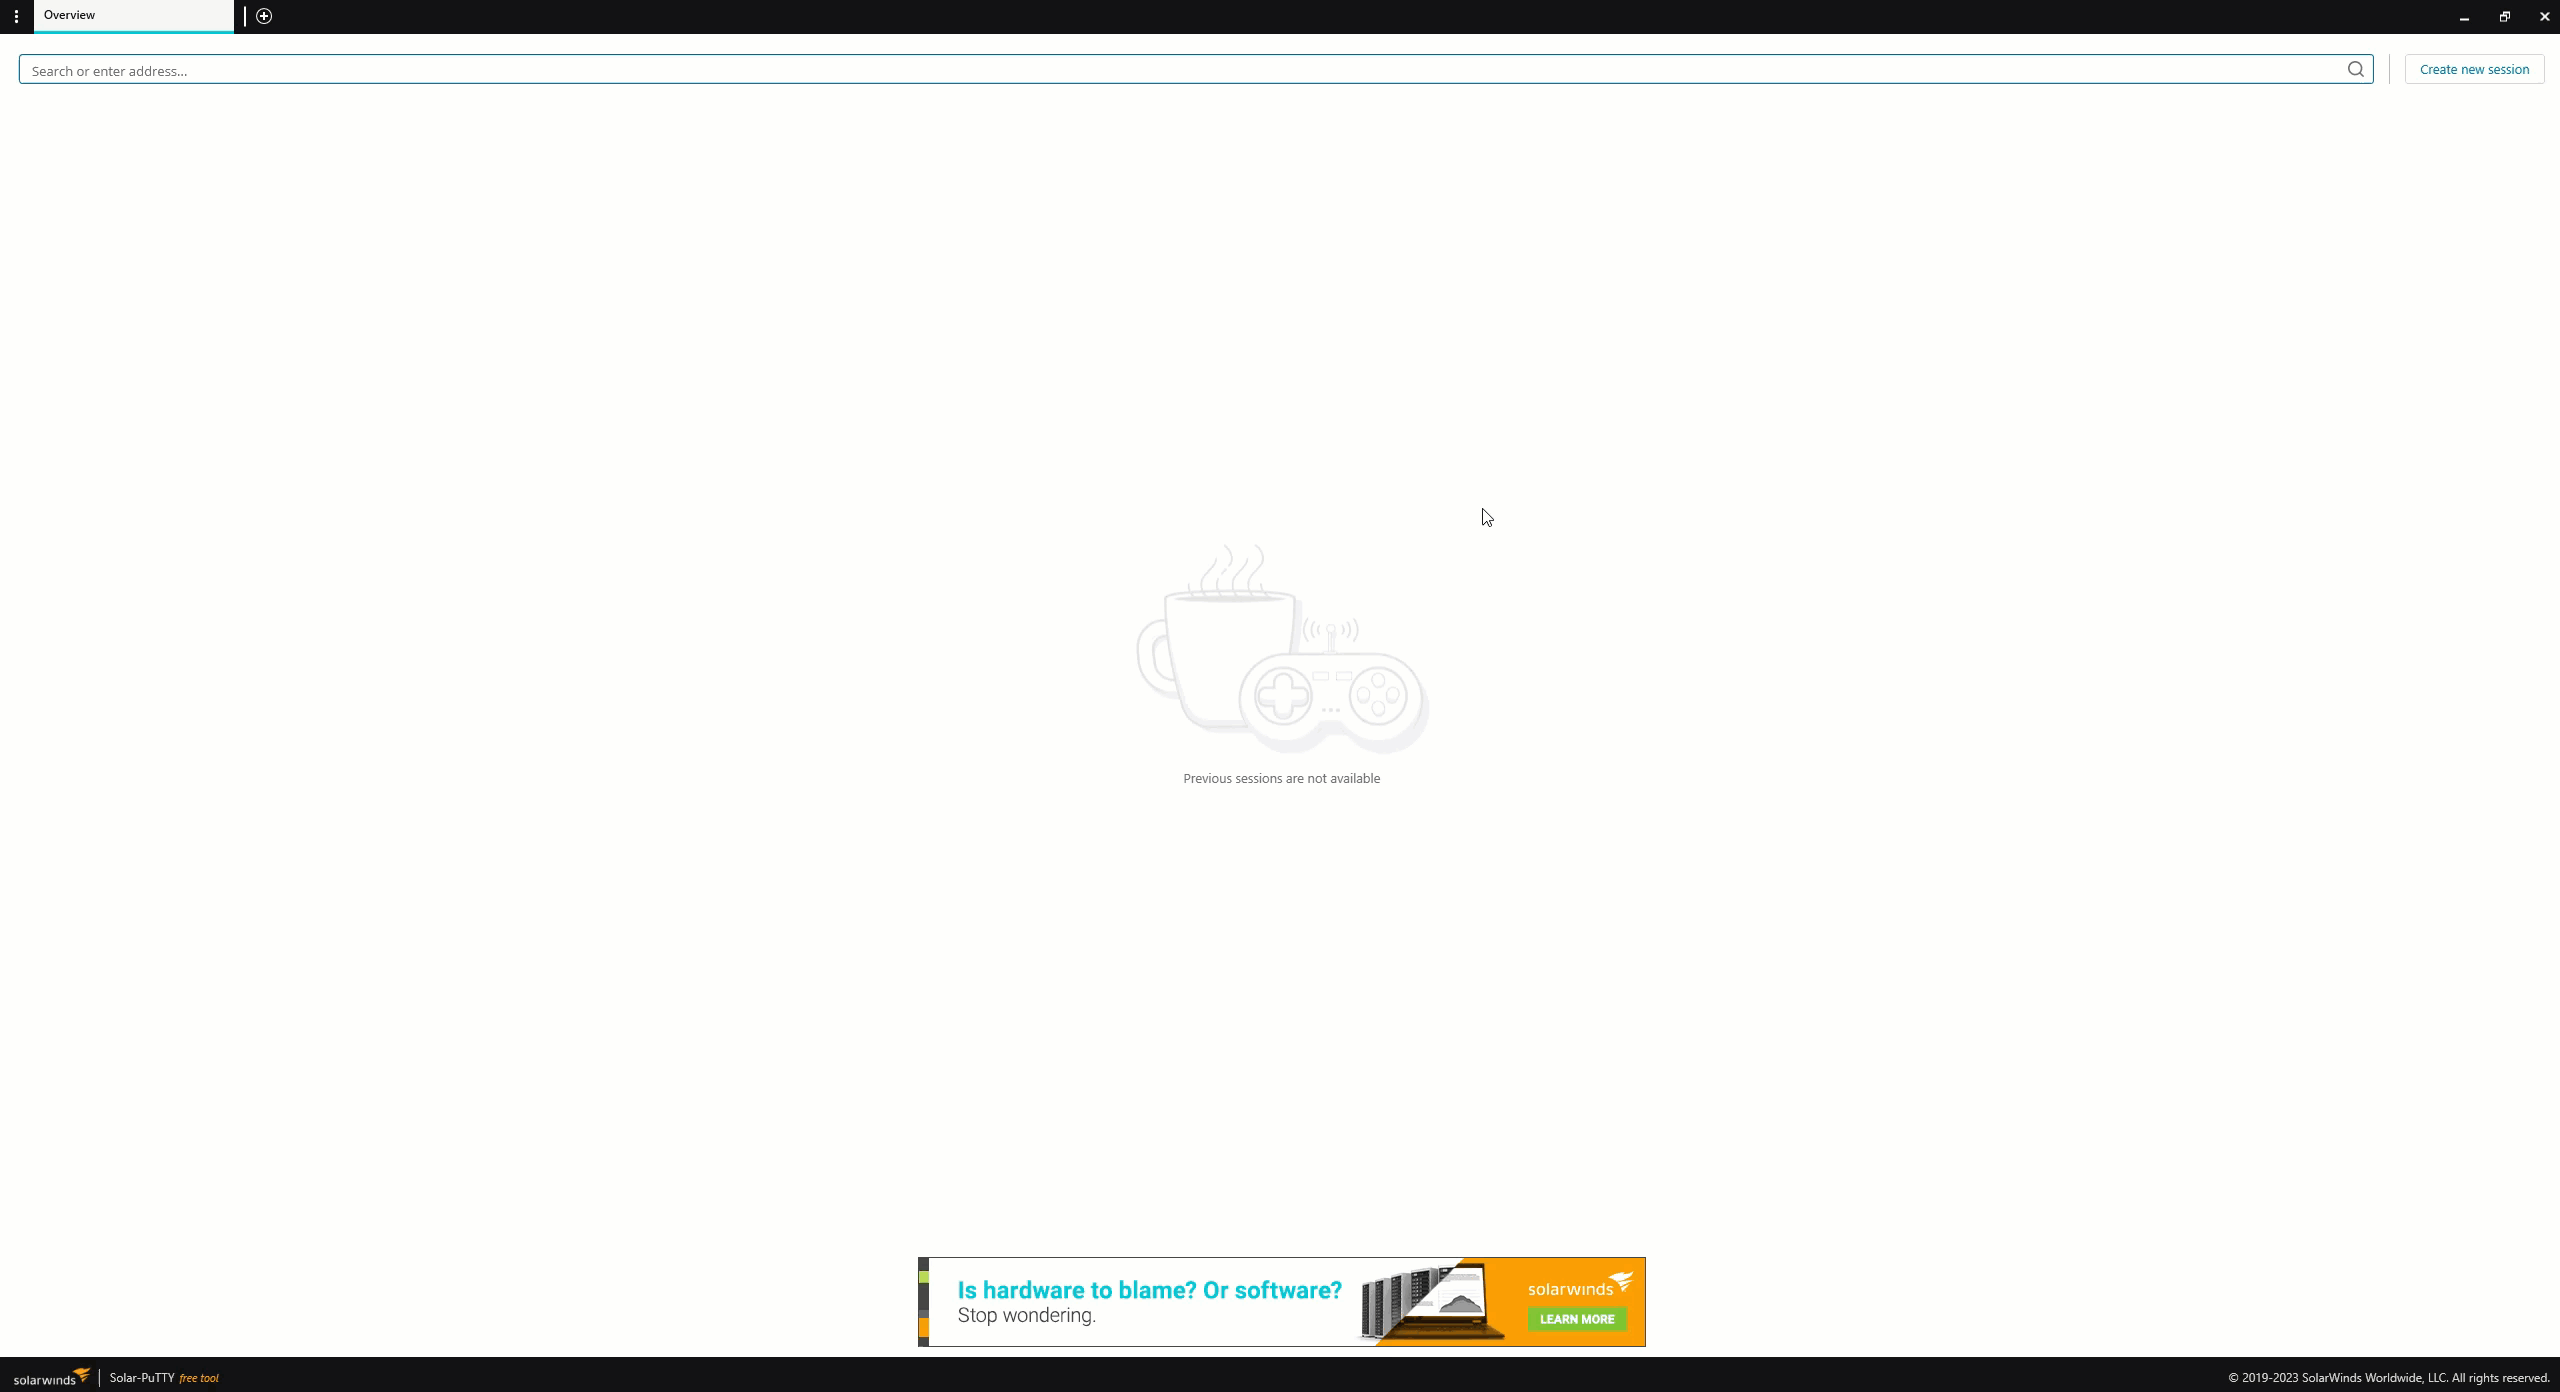 Overview
Search or enter address...
Create new session
Previous sessions are not available
Is hardware to blame? Or software?
Stop wondering.
solarwinds
LEARN MORE
solarwinds
Solar-PuTTY free tool
© 2019-2023 SolarWinds Worldwide, LLC. All rights reserved.